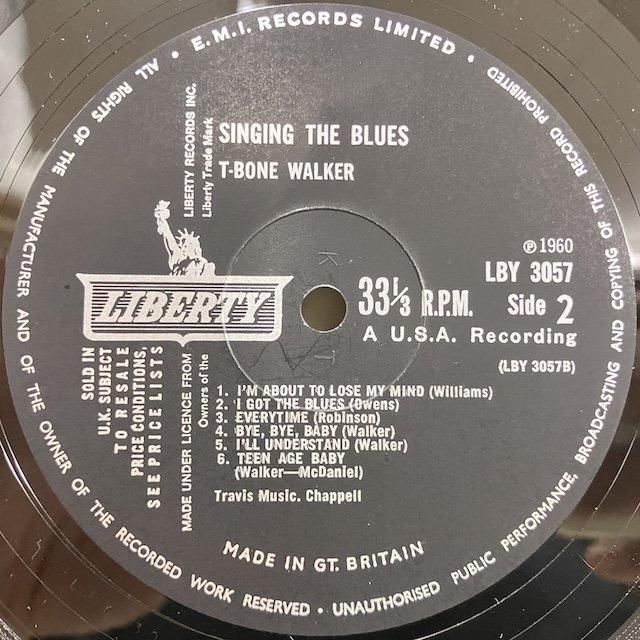 • E.M.I. RECORDS LIMITED •
ALL RIGHTS OF THE MANUFACTURER AND OF THE OWNER OF THE RECORDED WORK RESERVED • UNAUTHORISED PUBLIC PERFORMANCE, BROADCASTING AND COPYING OF THIS RECORD PROHIBITED
LIBERTY RECORDS INC.
Liberty Trade Mark
SINGING THE BLUES
T-BONE WALKER
℗ 1960
LBY 3057
LIBERTY
33⅓ R.P.M.
Side 2
A U.S.A. Recording
(LBY 3057B)
SOLD IN
U.K. SUBJECT
TO RESALE
PRICE CONDITIONS,
SEE PRICE LISTS
MADE UNDER LICENCE FROM
Owners of the
1. I'M ABOUT TO LOSE MY MIND (Williams)
2. I GOT THE BLUES (Owens)
3. EVERYTIME (Robinson)
4. BYE, BYE, BABY (Walker)
5. I'LL UNDERSTAND (Walker)
6. TEEN AGE BABY
(Walker—McDaniel)
Travis Music. Chappell
MADE IN GT. BRITAIN